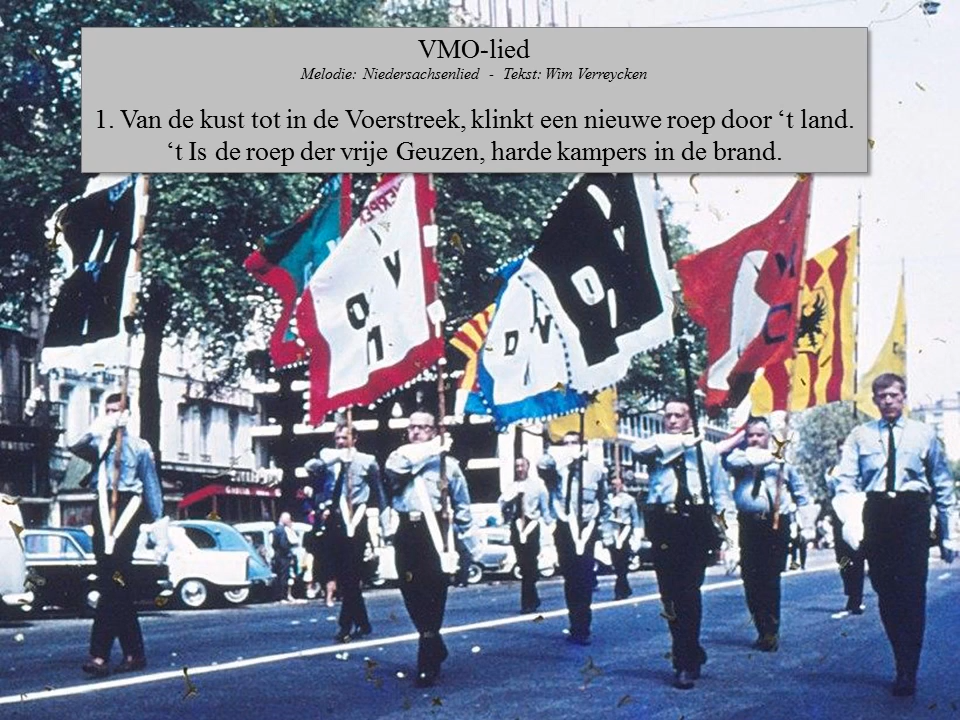 VMO-lied
Melodie: Niedersachsenlied - Tekst: Wim Verreycken
1. Van de kust tot in de Voerstreek, klinkt een nieuwe roep door ‘t land.
‘t Is de roep der vrije Geuzen, harde kampers in de brand.
V
V
O
M
V
O